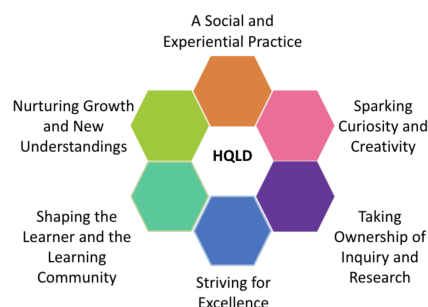 A Social and
Experiential Practice
Nurturing Growth
and New
Understandings
Sparking
Curiosity and
Creativity
HQLD
Shaping the
Learner and the
Learning
Community
Taking
Ownership of
Inquiry and
Research
Striving for
Excellence